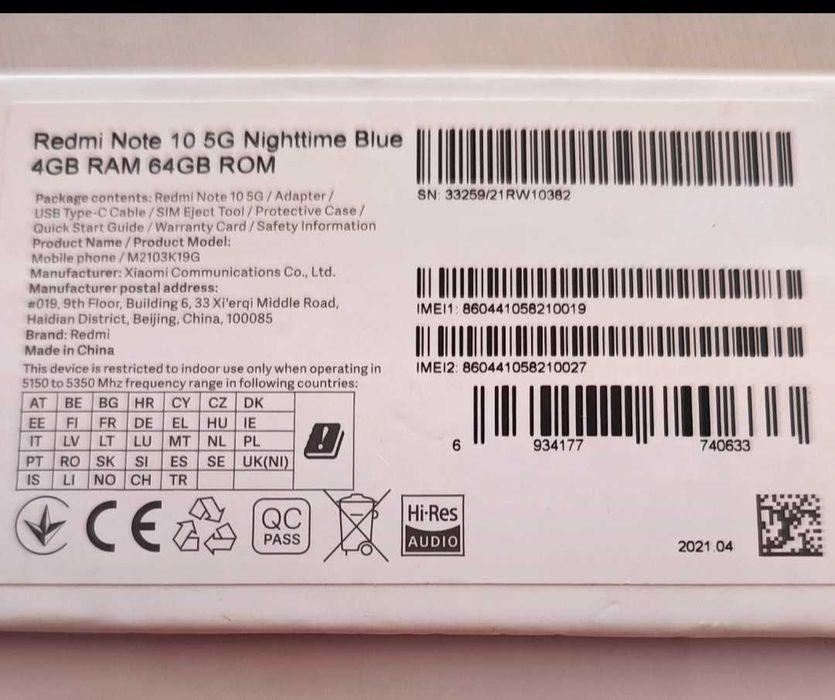 Redmi Note 10 5G Nighttime Blue
4GB RAM 64GB ROM
Package contents: Redmi Note 10 5G / Adapter /
USB Type-C Cable / SIM Eject Tool / Protective Case /
Quick Start Guide / Warranty Card / Safety Information
Product Name / Product Model:
Mobile phone / M2103K19G
Manufacturer: Xiaomi Communications Co., Ltd.
Manufacturer postal address:
#019, 9th Floor, Building 6, 33 Xi'erqi Middle Road,
Haidian District, Beijing, China, 100085
Brand: Redmi
Made in China
This device is restricted to indoor use only when operating in
5150 to 5350 Mhz frequency range in following countries:
AT BE BG HR CY CZ DK
EE FI FR DE EL HU IE
IT LV LT LU MT NL PL
PT RO SK SI ES SE UK(NI)
IS LI NO CH TR
CE
QC
PASS
Hi-Res
AUDIO
SN: 33259/21RW10382
IMEI1: 860441058210019
IMEI2: 860441058210027
6 934177 740633
2021.04